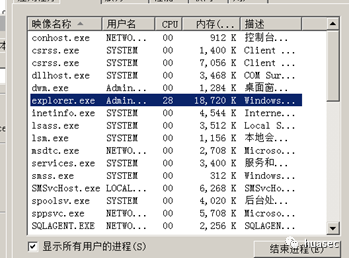 映像名称 用户名 CPU 内存(... 描述
conhost.exe NETWO... 00 912 K 控制台...
csrss.exe SYSTEM 00 1,400 K Client ...
csrss.exe SYSTEM 00 7,056 K Client ...
dllhost.exe SYSTEM 00 3,468 K COM Sur...
dwm.exe Admin... 00 1,284 K 桌面窗...
explorer.exe Admin... 28 18,720 K Windows...
inetinfo.exe SYSTEM 00 4,544 K Interne...
lsass.exe SYSTEM 00 3,512 K Local S...
lsm.exe SYSTEM 00 1,156 K 本地会...
msdtc.exe NETWO... 00 2,708 K Microso...
services.exe SYSTEM 00 3,400 K 服务和...
smss.exe SYSTEM 00 312 K Windows...
SMSvcHost.exe LOCAL... 00 6,268 K SMSvcHo...
spoolsv.exe SYSTEM 00 4,020 K 后台处...
sppsvc.exe NETWO... 00 5,708 K Microso...
SQLAGENT.EXE SYSTEM 00 2,256 K SQLAGEN...
显示所有用户的进程(S)
结束进程(E)
huasec